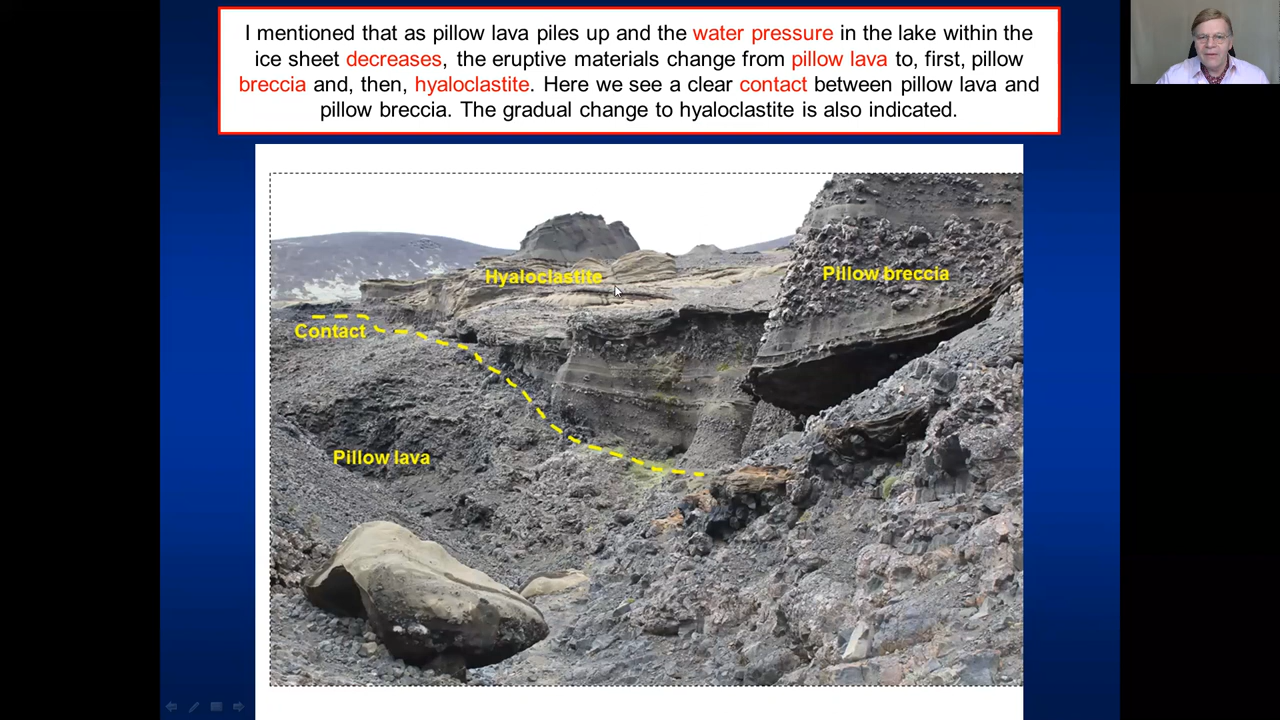 I mentioned that as pillow lava piles up and the water pressure in the lake within the
ice sheet decreases, the eruptive materials change from pillow lava to, first, pillow
breccia and, then, hyaloclastite. Here we see a clear contact between pillow lava and
pillow breccia. The gradual change to hyaloclastite is also indicated.
Hyaloclastite
Pillow breccia
Contact
Pillow lava